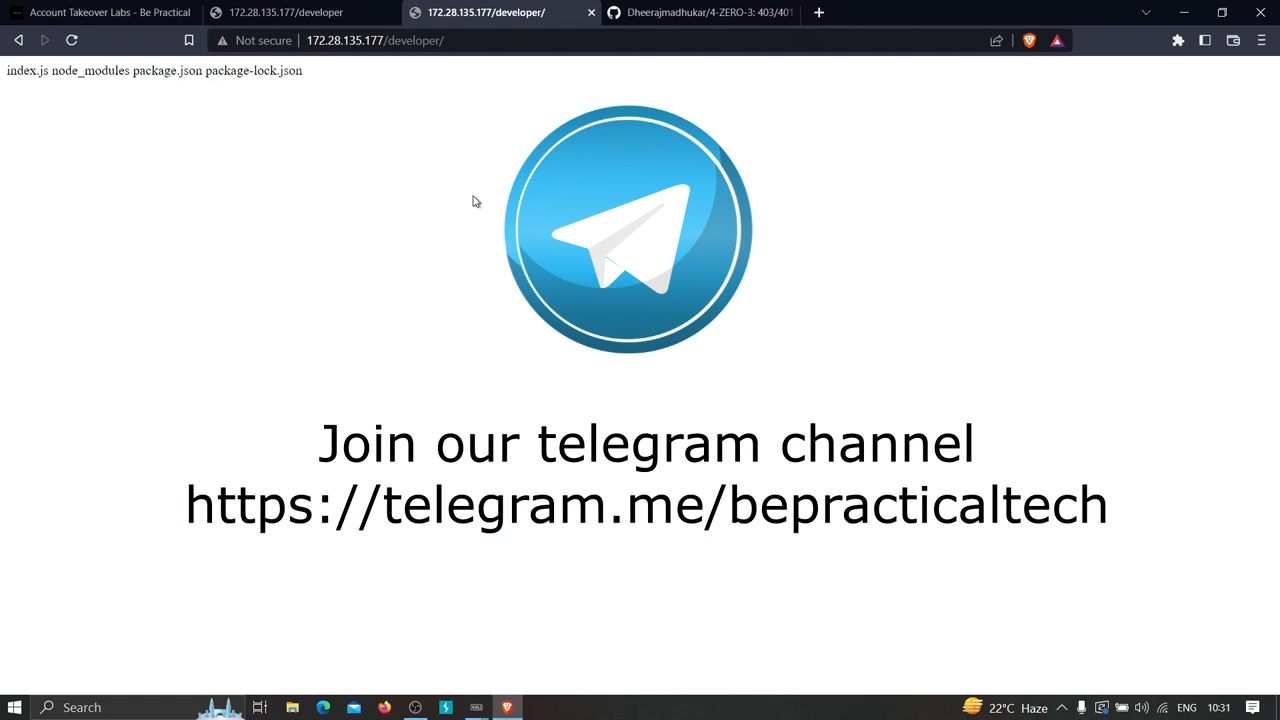 Account Takeover Labs - Be Practical
172.28.135.177/developer
172.28.135.177/developer/
Dheerajmadhukar/4-ZERO-3: 403/401
Not secure
172.28.135.177/developer/
index.js node_modules package.json package-lock.json
Join our telegram channel
https://telegram.me/bepracticaltech
Search
KALI
22°C Haze
ENG
10:31